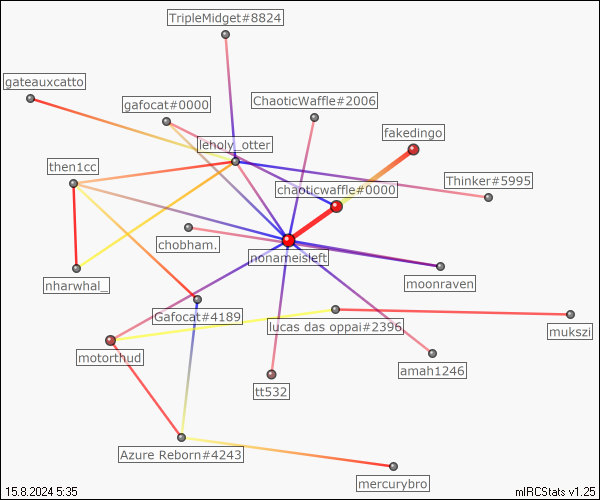 TripleMidget#8824
gateauxcatto
gafocat#0000
ChaoticWaffle#2006
fakedingo
leholy_otter
then1cc
Thinker#5995
chaoticwaffle#0000
chobham.
nonameisleft
nharwhal_
moonraven
Gafocat#4189
lucas das oppai#2396
mukszi
motorthud
amah1246
tt532
Azure Reborn#4243
mercurybro
15.8.2024 5:35
mIRCStats v1.25